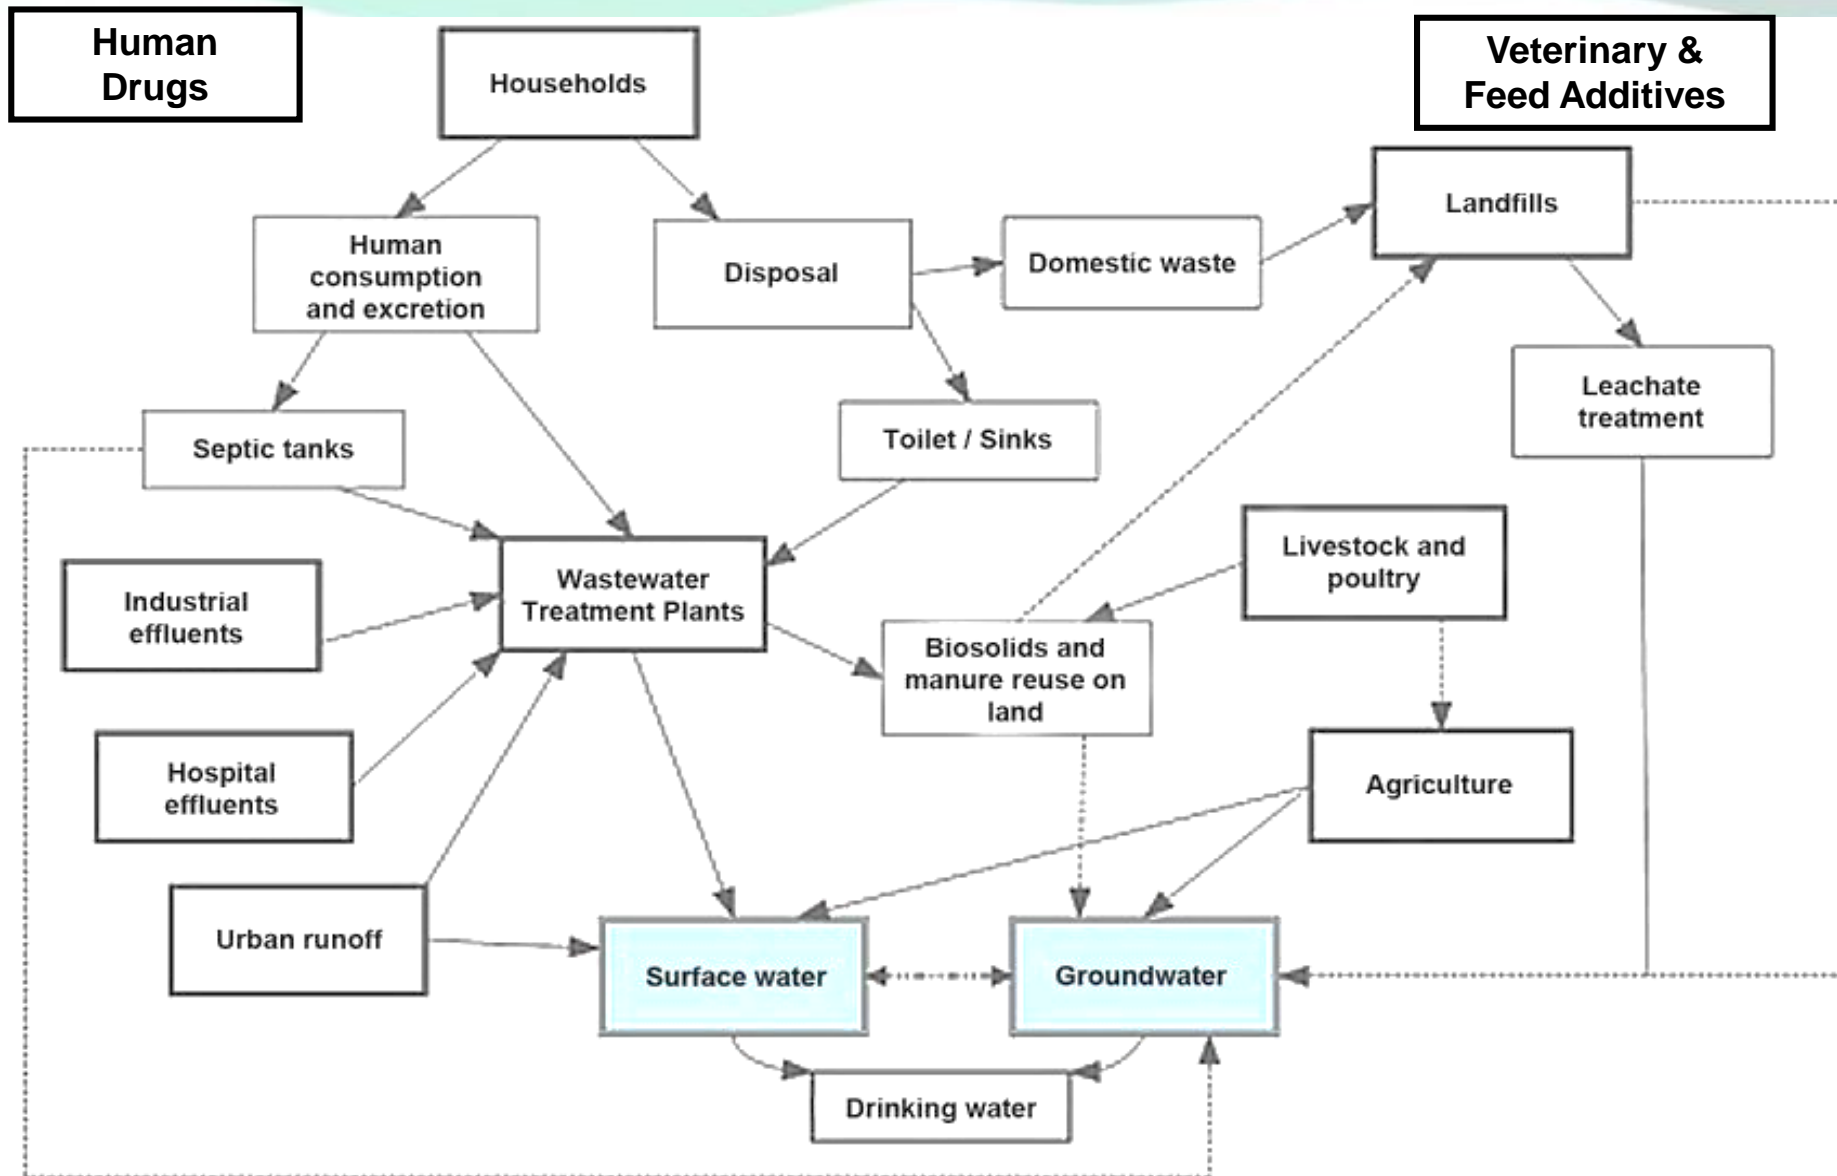 Human
Drugs
Households
Veterinary &
Feed Additives
Landfills
Human
consumption
and excretion
Disposal
Domestic waste
Leachate
treatment
Septic tanks
Toilet / Sinks
Livestock and
poultry
Wastewater
Treatment Plants
Industrial
effluents
Biosolids and
manure reuse on
land
Hospital
effluents
Agriculture
Urban runoff
Surface water
Groundwater
Drinking water